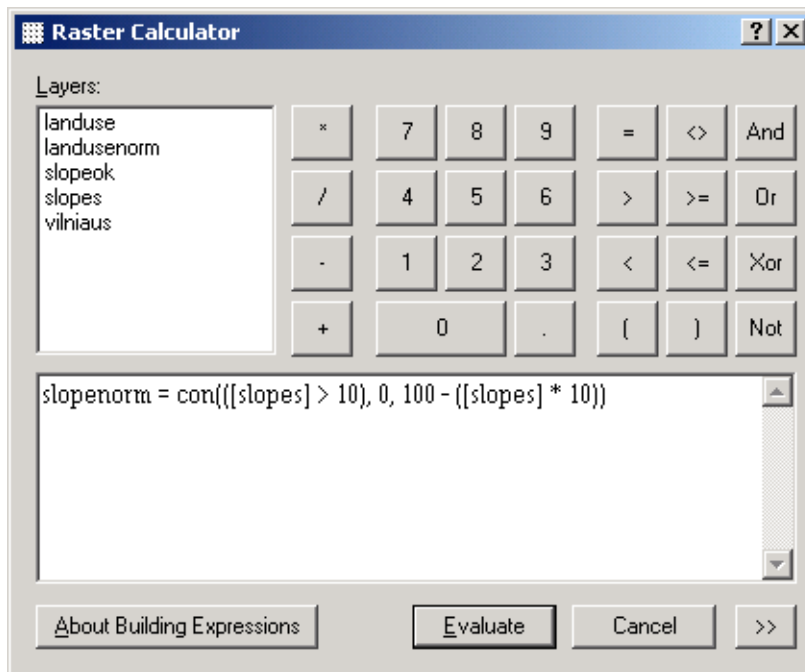 Raster Calculator
? X
Layers:
landuse
landusenorm
slopeok
slopes
vilniaus
* 7 8 9 = <> And
/ 4 5 6 > >= Or
- 1 2 3 < <= Xor
+ 0 . ( ) Not
slopenorm = con(([slopes] > 10), 0, 100 - ([slopes] * 10))
About Building Expressions Evaluate Cancel >>